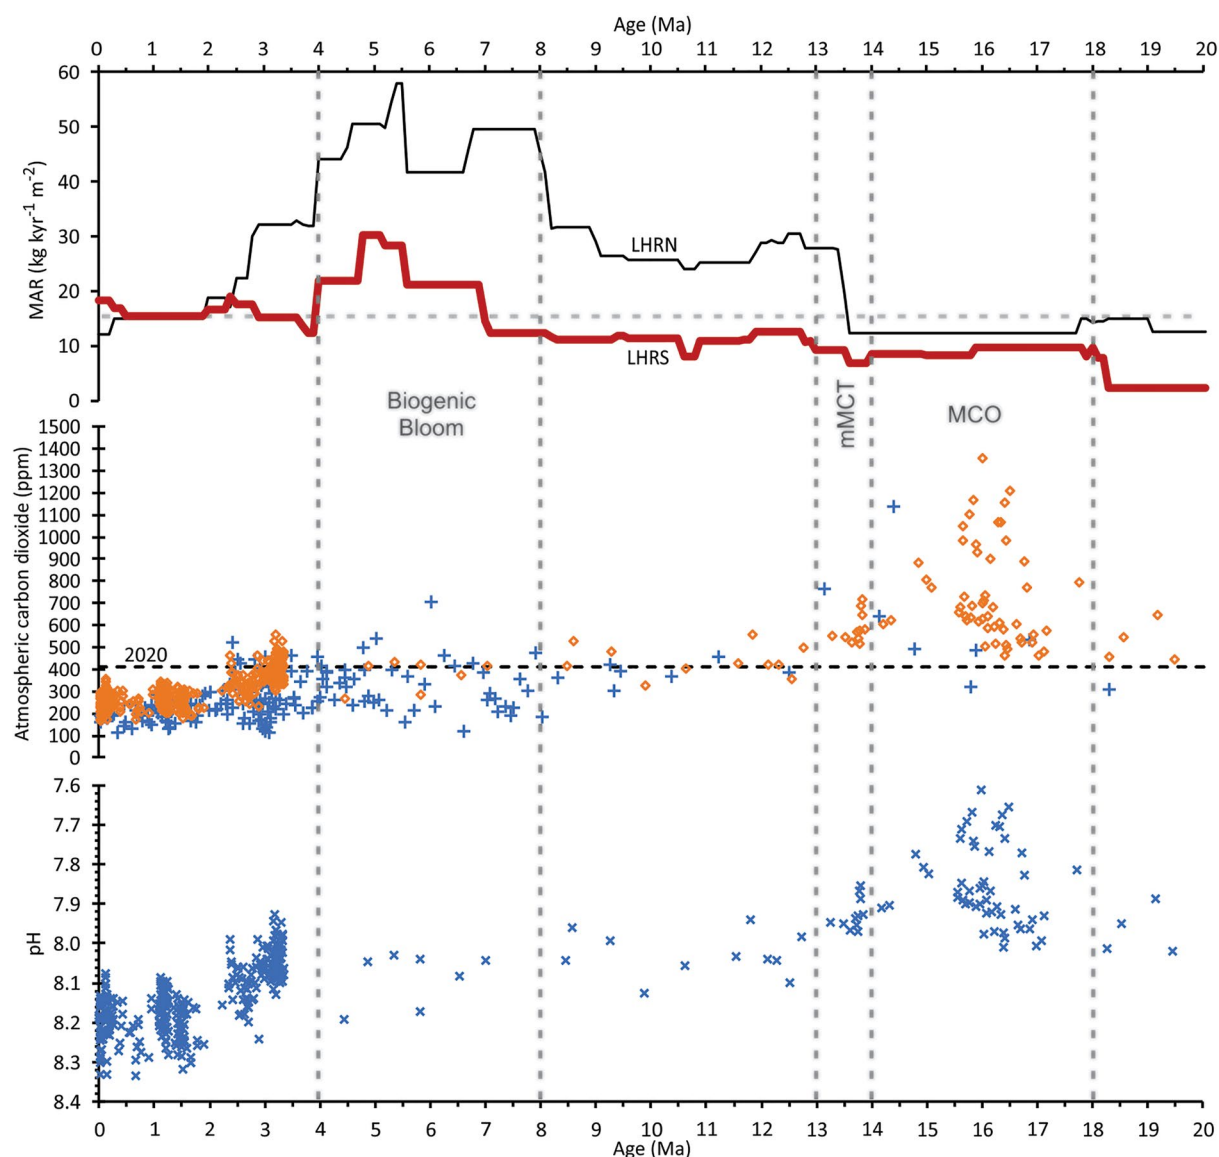 Age (Ma)
0 1 2 3 4 5 6 7 8 9 10 11 12 13 14 15 16 17 18 19 20
MAR (kg kyr⁻¹ m⁻²)
60
50
40
30
20
10
0
LHRN
LHRS
Biogenic
Bloom
mMCT
MCO
Atmospheric carbon dioxide (ppm)
1500
1400
1300
1200
1100
1000
900
800
700
600
500
400
300
200
100
0
2020
pH
7.6
7.7
7.8
7.9
8.0
8.1
8.2
8.3
8.4
0 1 2 3 4 5 6 7 8 9 10 11 12 13 14 15 16 17 18 19 20
Age (Ma)